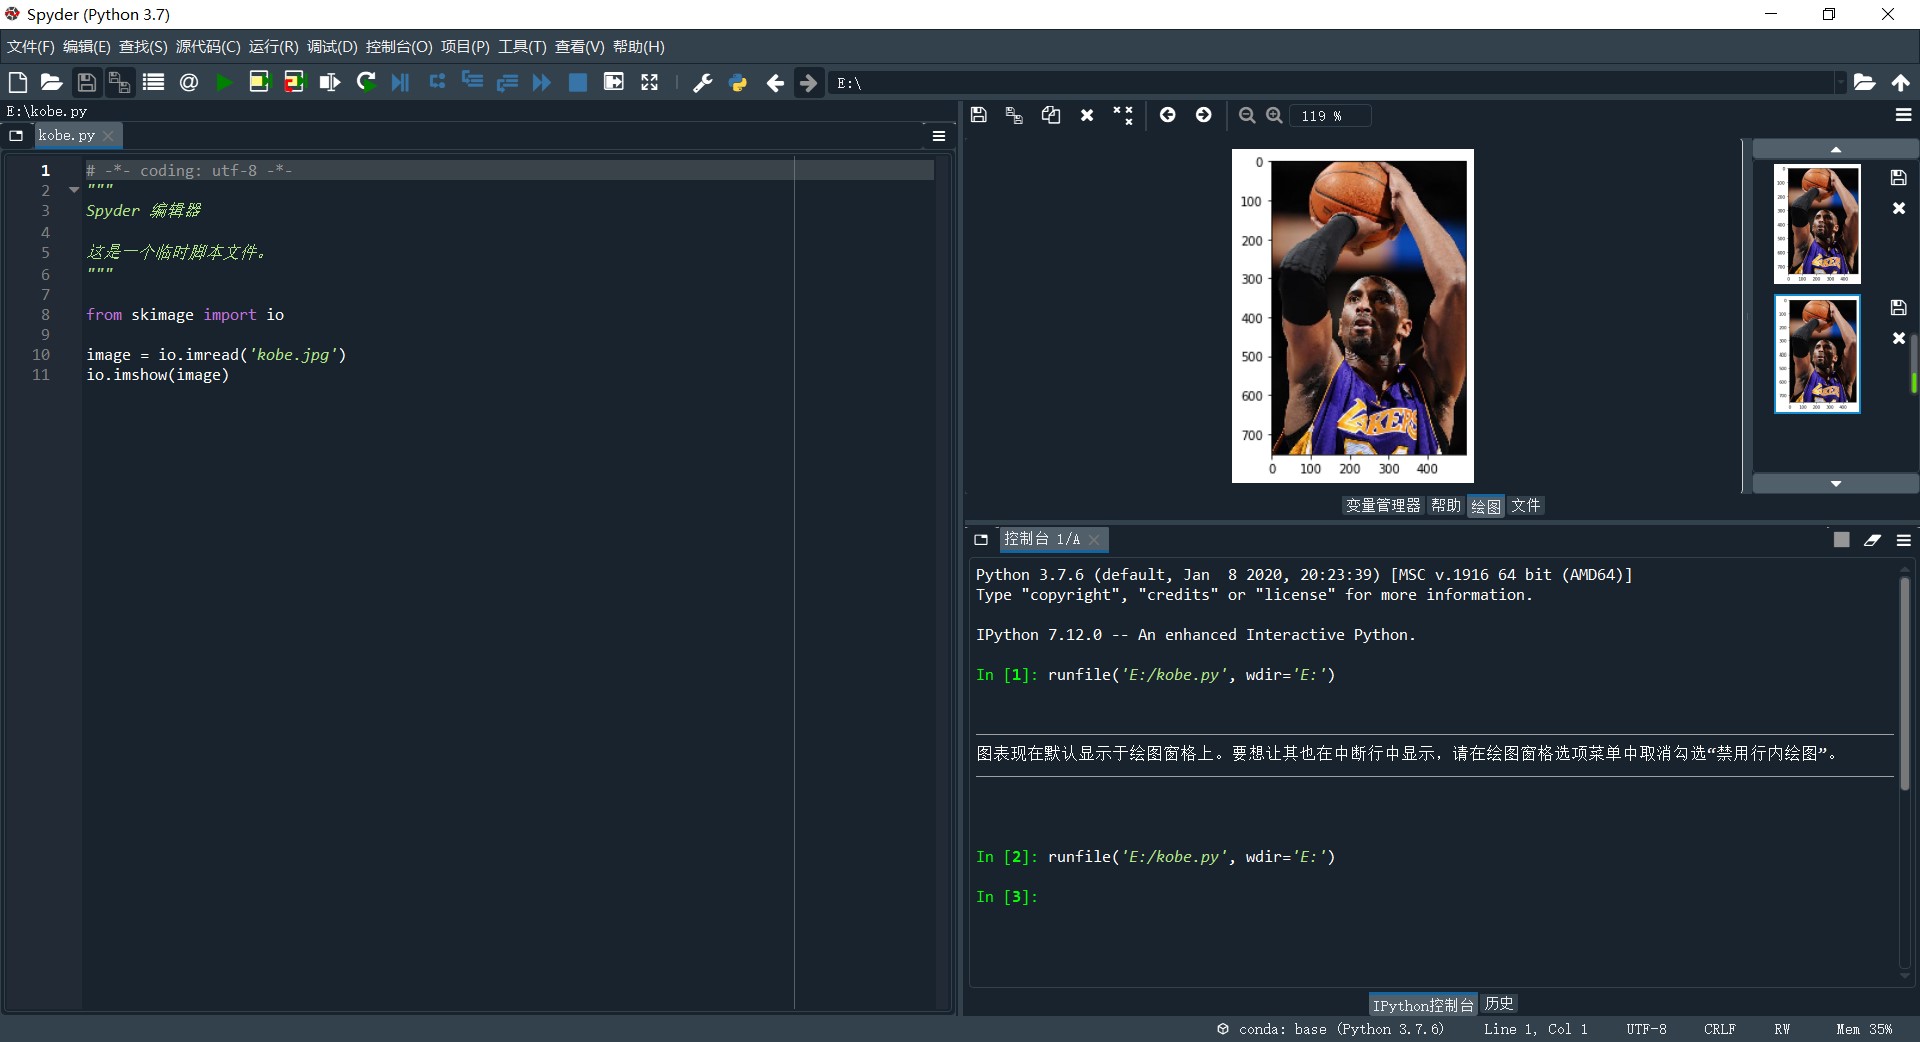 Spyder (Python 3.7)
文件(F) 编辑(E) 查找(S) 源代码(C) 运行(R) 调试(D) 控制台(O) 项目(P) 工具(T) 查看(V) 帮助(H)
E:\
E:\kobe.py
kobe.py
1 # -*- coding: utf-8 -*-
2 """
3 Spyder 编辑器
4
5 这是一个临时脚本文件。
6 """
7
8 from skimage import io
9
10 image = io.imread('kobe.jpg')
11 io.imshow(image)
119 %
0
100
200
300
400
500
600
700
0 100 200 300 400
LAKERS
变量管理器 帮助 绘图 文件
控制台 1/A
Python 3.7.6 (default, Jan  8 2020, 20:23:39) [MSC v.1916 64 bit (AMD64)]
Type "copyright", "credits" or "license" for more information.
IPython 7.12.0 -- An enhanced Interactive Python.
In [1]: runfile('E:/kobe.py', wdir='E:')
图表现在默认显示于绘图窗格上。要想让其也在中断行中显示，请在绘图窗格选项菜单中取消勾选“禁用行内绘图”。
In [2]: runfile('E:/kobe.py', wdir='E:')
In [3]:
IPython控制台 历史
conda: base (Python 3.7.6) Line 1, Col 1 UTF-8 CRLF RW Mem 35%